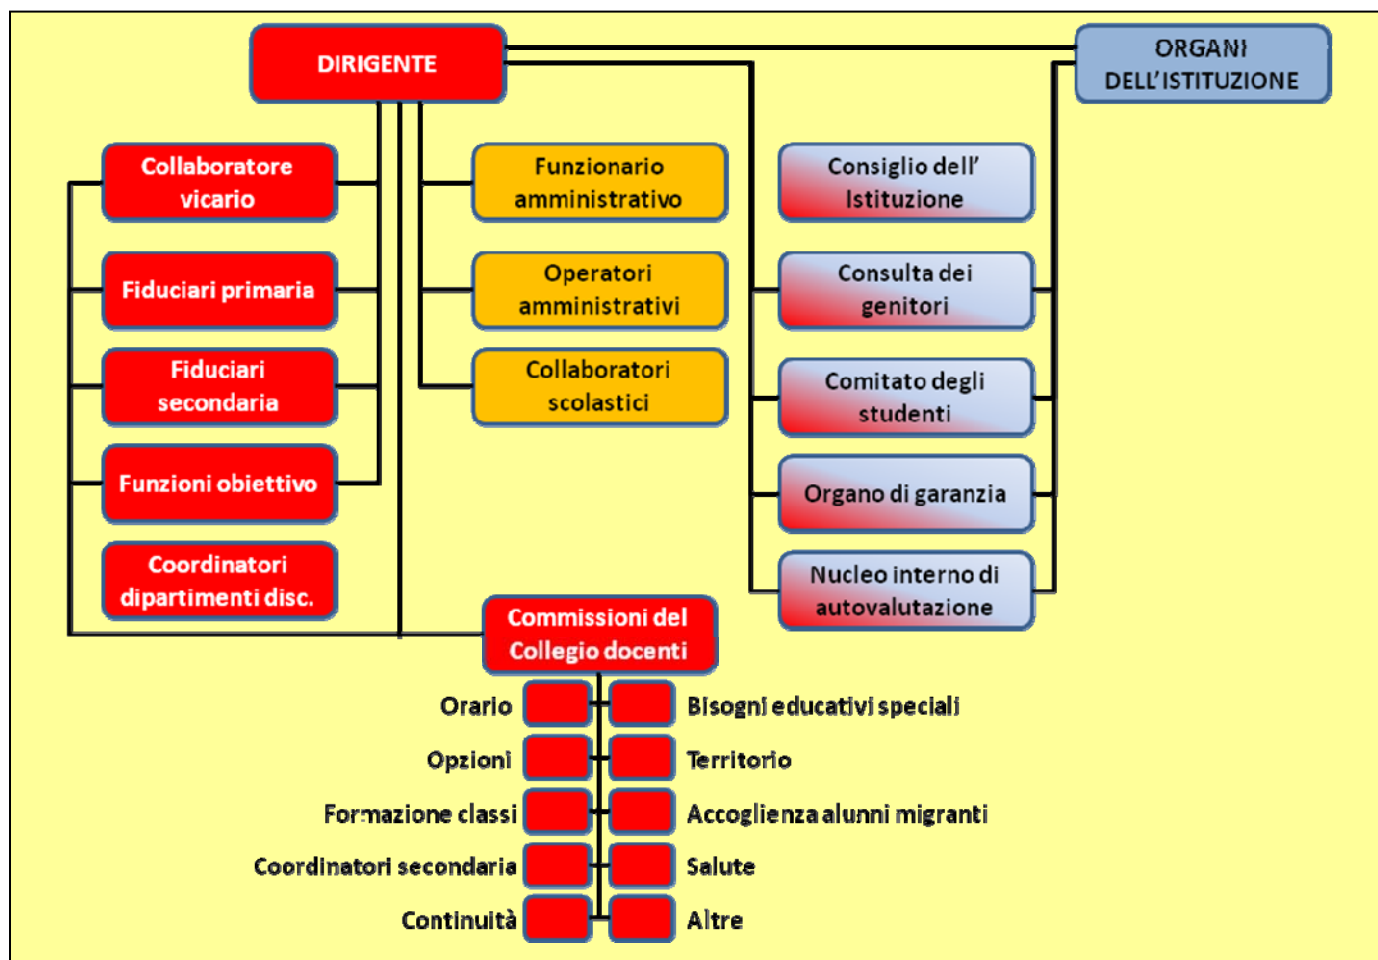 DIRIGENTE
ORGANI
DELL'ISTITUZIONE
Collaboratore
vicario
Funzionario
amministrativo
Consiglio dell'
Istituzione
Fiduciari primaria
Operatori
amministrativi
Consulta dei
genitori
Fiduciari
secondaria
Collaboratori
scolastici
Comitato degli
studenti
Funzioni obiettivo
Organo di garanzia
Coordinatori
dipartimenti disc.
Nucleo interno di
autovalutazione
Commissioni del
Collegio docenti
Orario
Bisogni educativi speciali
Opzioni
Territorio
Formazione classi
Accoglienza alunni migranti
Coordinatori secondaria
Salute
Continuità
Altre